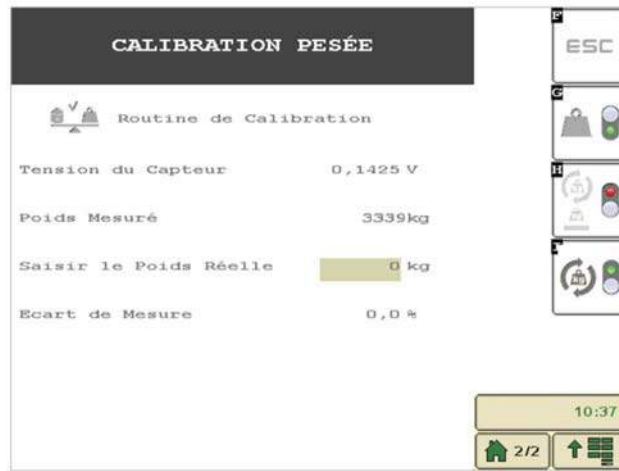 CALIBRATION PESÉE
Routine de Calibration
Tension du Capteur 0,1425 V
Poids Mesuré 3339kg
Saisir le Poids Réelle 0 kg
Ecart de Mesure 0,0 %
F
ESC
G
H
I
KG
10:37
2/2